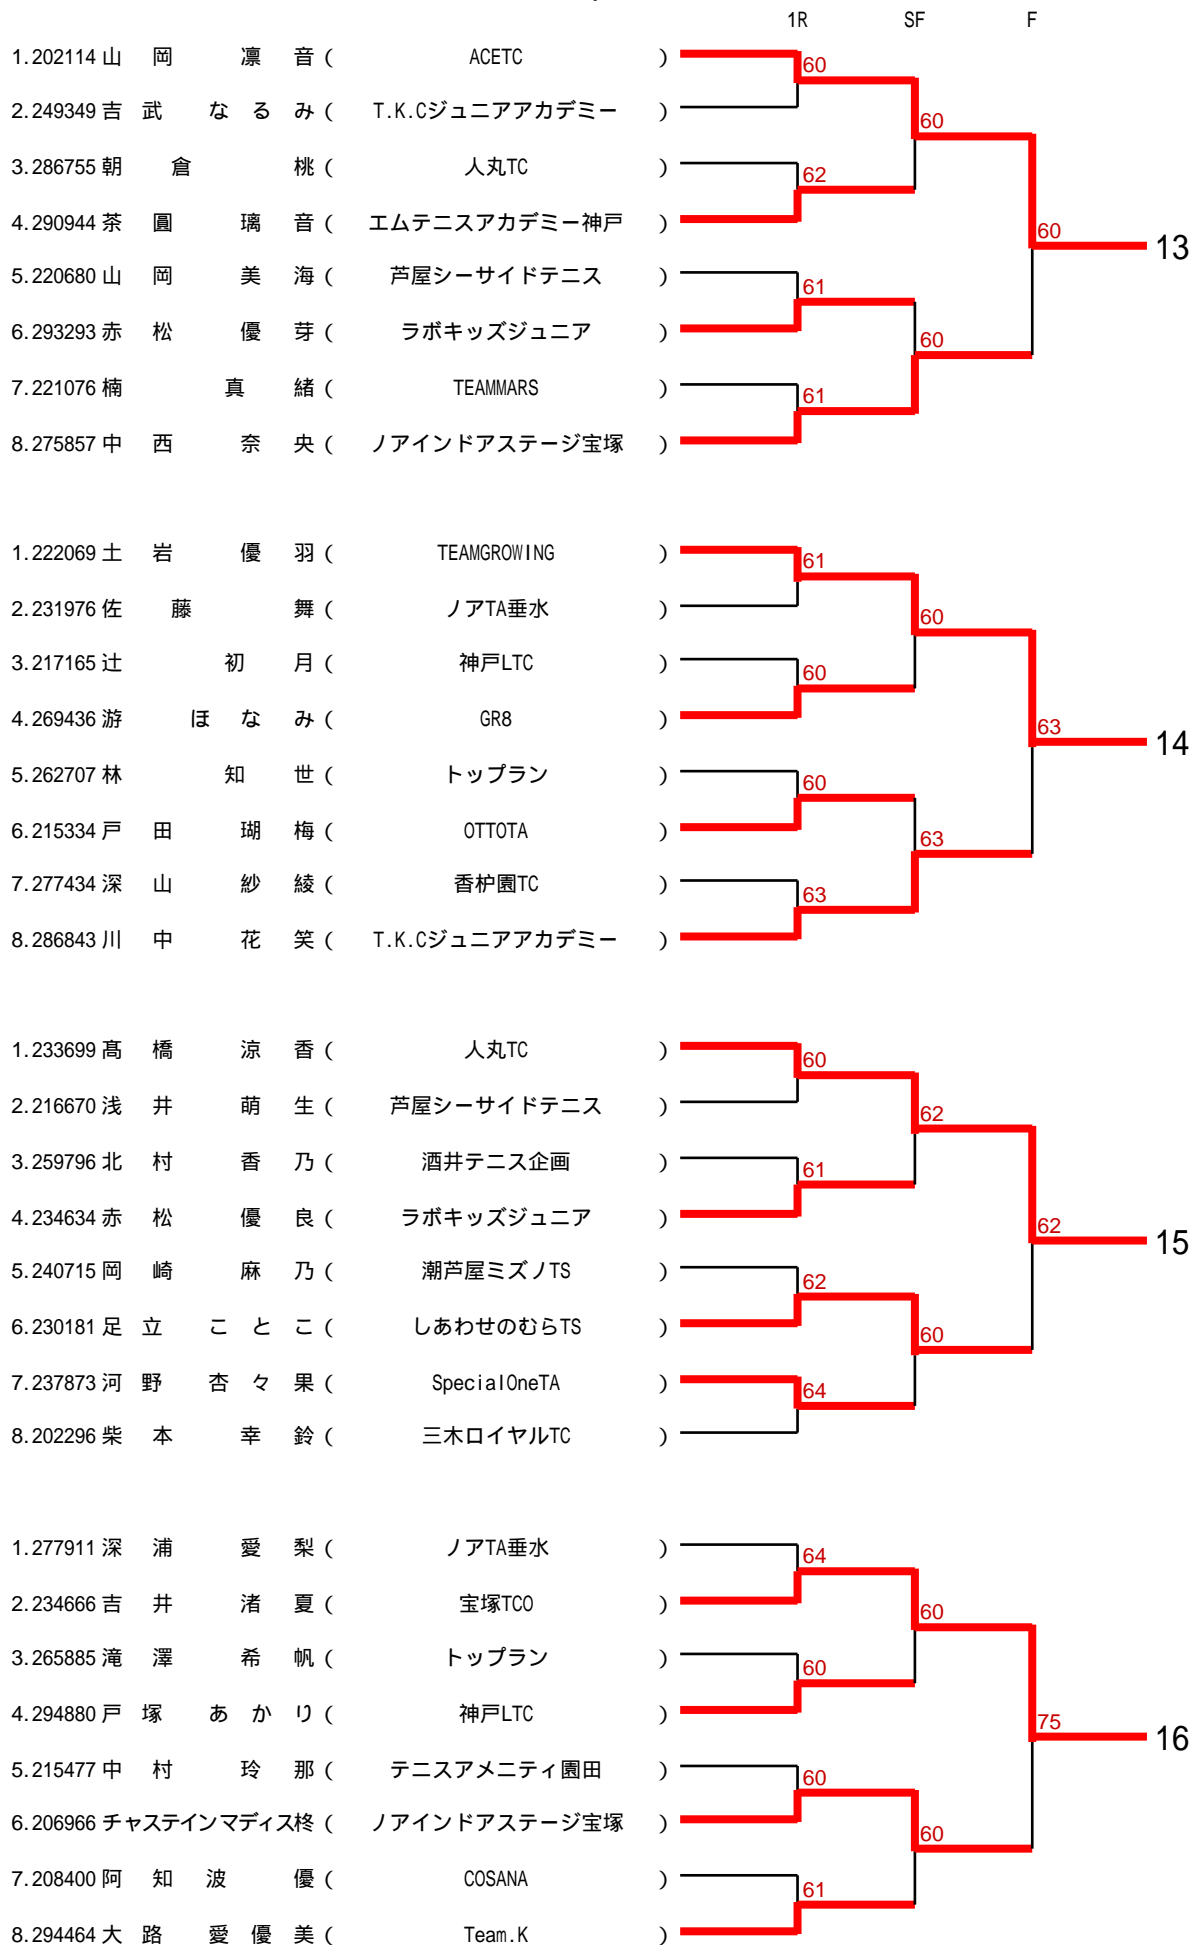 1R SF F
1.202114 山 岡 凛 音 ( ACETC )
60
2.249349 吉 武 な る み ( T.K.Cジュニアアカデミー )
60
3.286755 朝 倉 桃 ( 人丸TC )
62
4.290944 茶 圓 璃 音 ( エムテニスアカデミー神戸 )
60 13
5.220680 山 岡 美 海 ( 芦屋シーサイドテニス )
61
6.293293 赤 松 優 芽 ( ラボキッズジュニア )
60
7.221076 楠 真 緒 ( TEAMMARS )
61
8.275857 中 西 奈 央 ( ノアインドアステージ宝塚 )
1.222069 土 岩 優 羽 ( TEAMGROWING )
61
2.231976 佐 藤 舞 ( ノアTA垂水 )
60
3.217165 辻 初 月 ( 神戸LTC )
60
4.269436 游 ほ な み ( GR8 )
63 14
5.262707 林 知 世 ( トップラン )
60
6.215334 戸 田 瑚 梅 ( OTTOTA )
63
7.277434 深 山 紗 綾 ( 香枦園TC )
63
8.286843 川 中 花 笑 ( T.K.Cジュニアアカデミー )
1.233699 髙 橋 涼 香 ( 人丸TC )
60
2.216670 浅 井 萌 生 ( 芦屋シーサイドテニス )
62
3.259796 北 村 香 乃 ( 酒井テニス企画 )
61
4.234634 赤 松 優 良 ( ラボキッズジュニア )
62 15
5.240715 岡 崎 麻 乃 ( 潮芦屋ミズノTS )
62
6.230181 足 立 こ と こ ( しあわせのむらTS )
60
7.237873 河 野 杏 々 果 ( SpecialOneTA )
64
8.202296 柴 本 幸 鈴 ( 三木ロイヤルTC )
1.277911 深 浦 愛 梨 ( ノアTA垂水 )
64
2.234666 吉 井 渚 夏 ( 宝塚TCO )
60
3.265885 滝 澤 希 帆 ( トップラン )
60
4.294880 戸 塚 あ か り ( 神戸LTC )
75 16
5.215477 中 村 玲 那 ( テニスアメニティ園田 )
60
6.206966 チャステインマディス柊 ( ノアインドアステージ宝塚 )
60
7.208400 阿 知 波 優 ( COSANA )
61
8.294464 大 路 愛 優 美 ( Team.K )